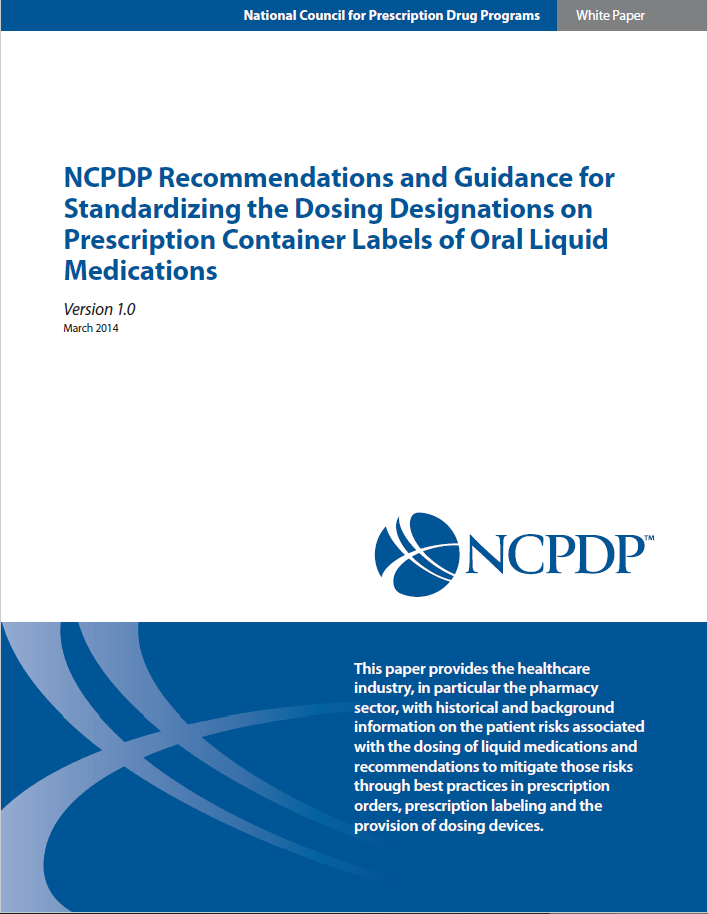 National Council for Prescription Drug Programs White Paper
NCPDP Recommendations and Guidance for
Standardizing the Dosing Designations on
Prescription Container Labels of Oral Liquid
Medications
Version 1.0
March 2014
NCPDP™
This paper provides the healthcare
industry, in particular the pharmacy
sector, with historical and background
information on the patient risks associated
with the dosing of liquid medications and
recommendations to mitigate those risks
through best practices in prescription
orders, prescription labeling and the
provision of dosing devices.